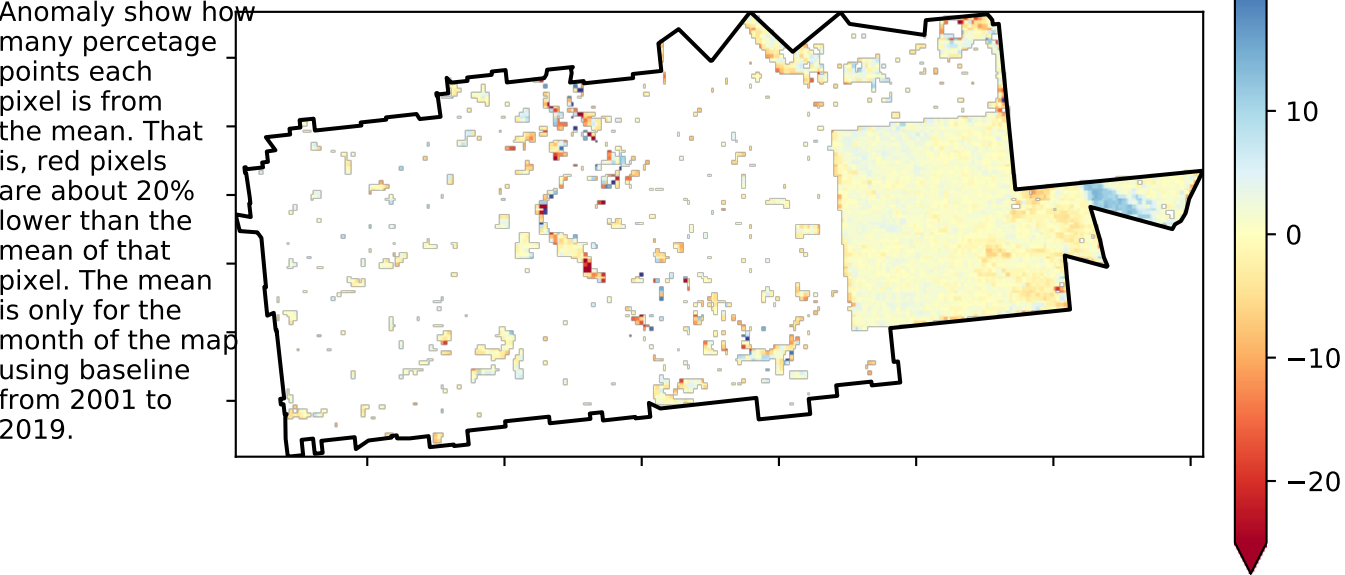 Anomaly show how
many percetage
points each
pixel is from
the mean. That
is, red pixels
are about 20%
lower than the
mean of that
pixel. The mean
is only for the
month of the map
using baseline
from 2001 to
2019.
10
0
−10
−20